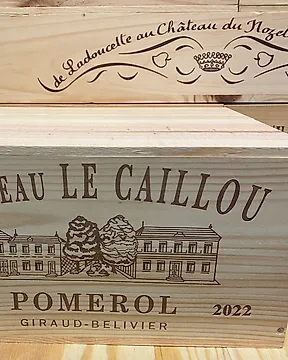 de Ladoucette au Château du Nozet
EAU LE CAILLOU
POMEROL 2022
GIRAUD-BELIVIER